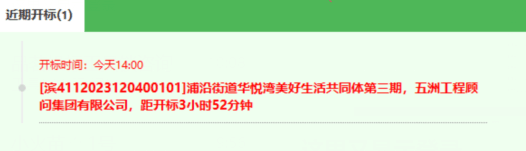 近期开标(1)
开标时间：今天14:00
[滨4112023120400101]浦沿街道华悦湾美好生活共同体第三期，五洲工程顾
问集团有限公司，距开标3小时52分钟